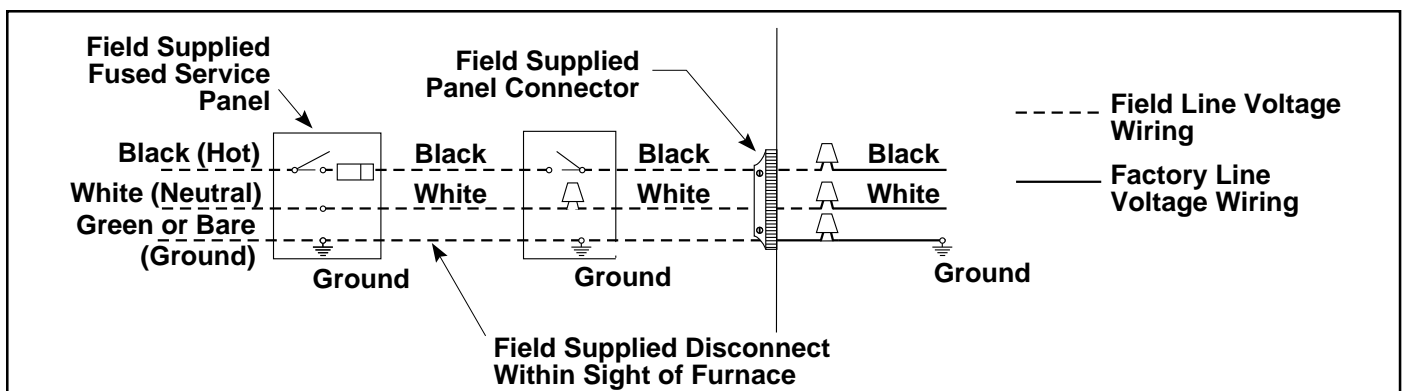 Field Supplied
Fused Service
Panel
Field Supplied
Panel Connector
Field Line Voltage
Wiring
Factory Line
Voltage Wiring
Black (Hot)
Black
Black
Black
White (Neutral)
White
White
White
Green or Bare
(Ground)
Ground
Ground
Ground
Field Supplied Disconnect
Within Sight of Furnace